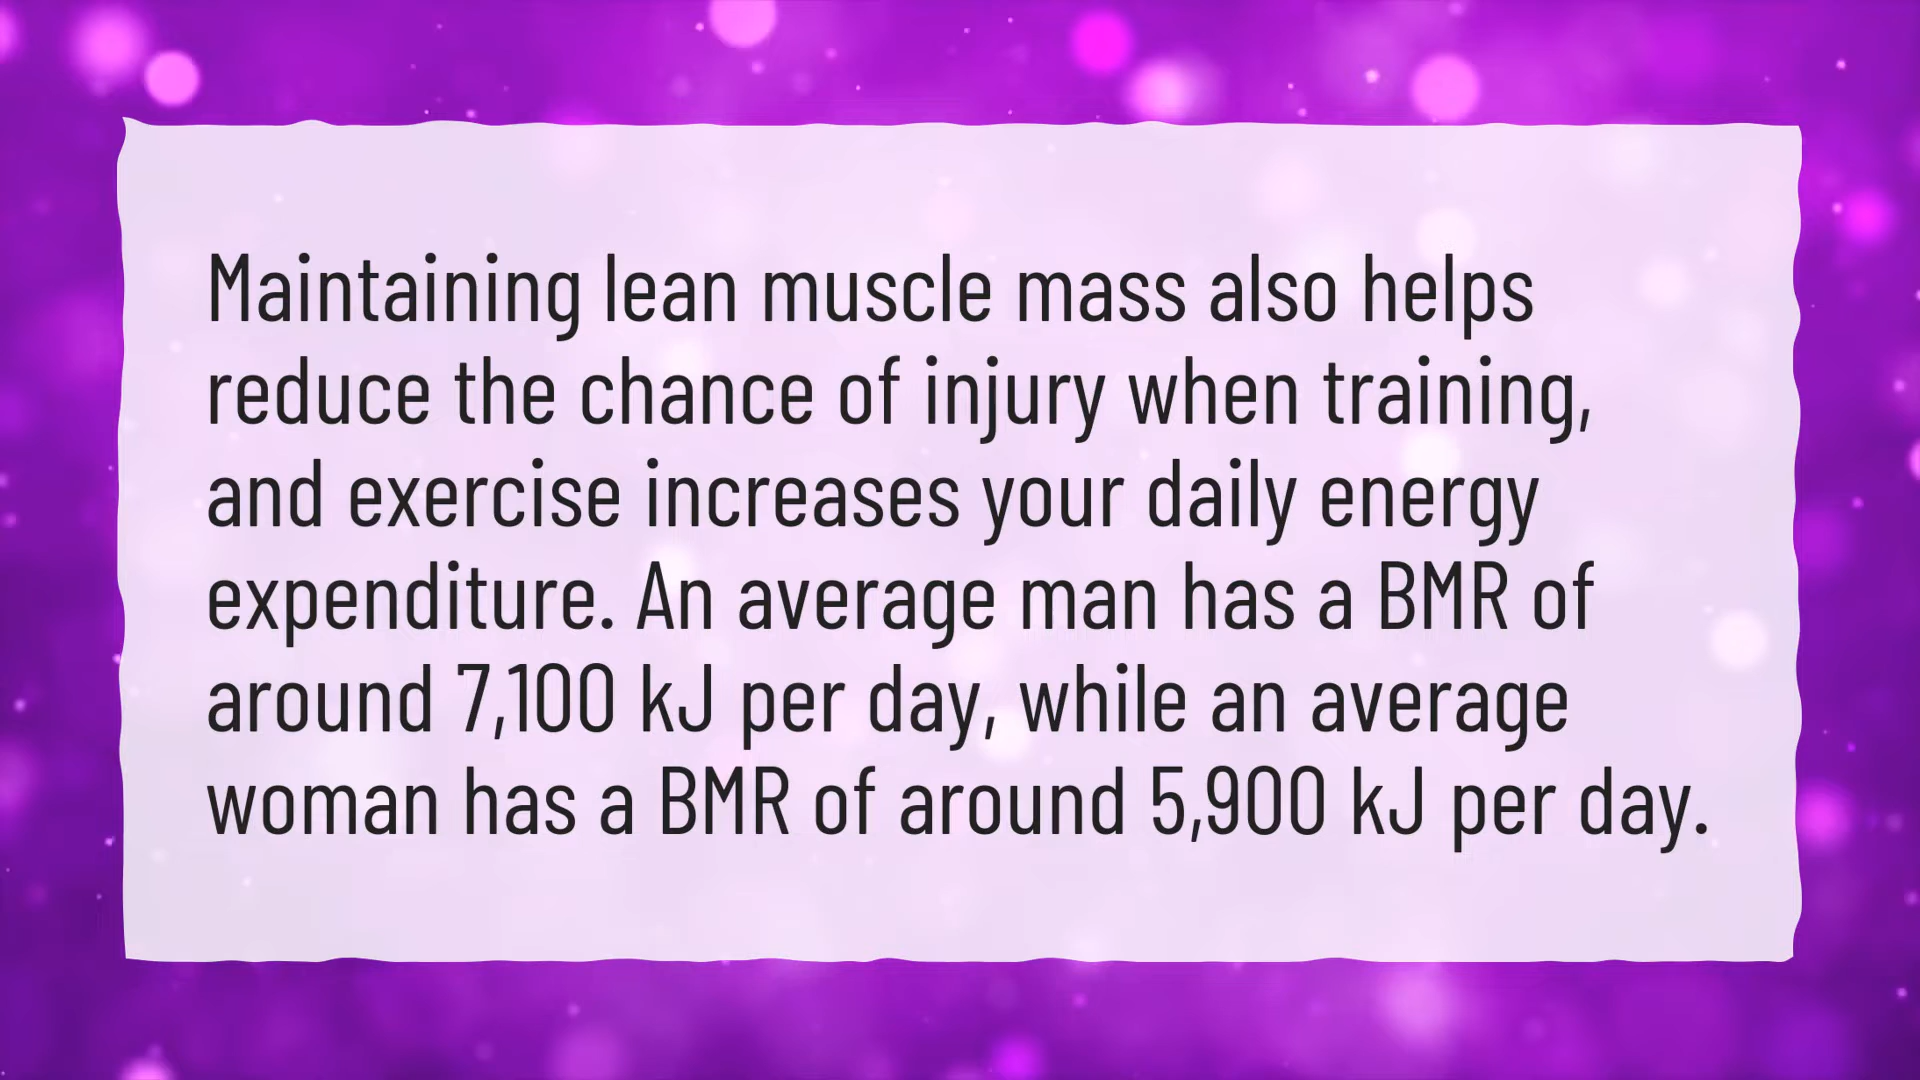 Maintaining lean muscle mass also helps
reduce the chance of injury when training,
and exercise increases your daily energy
expenditure. An average man has a BMR of
around 7,100 kJ per day, while an average
woman has a BMR of around 5,900 kJ per day.